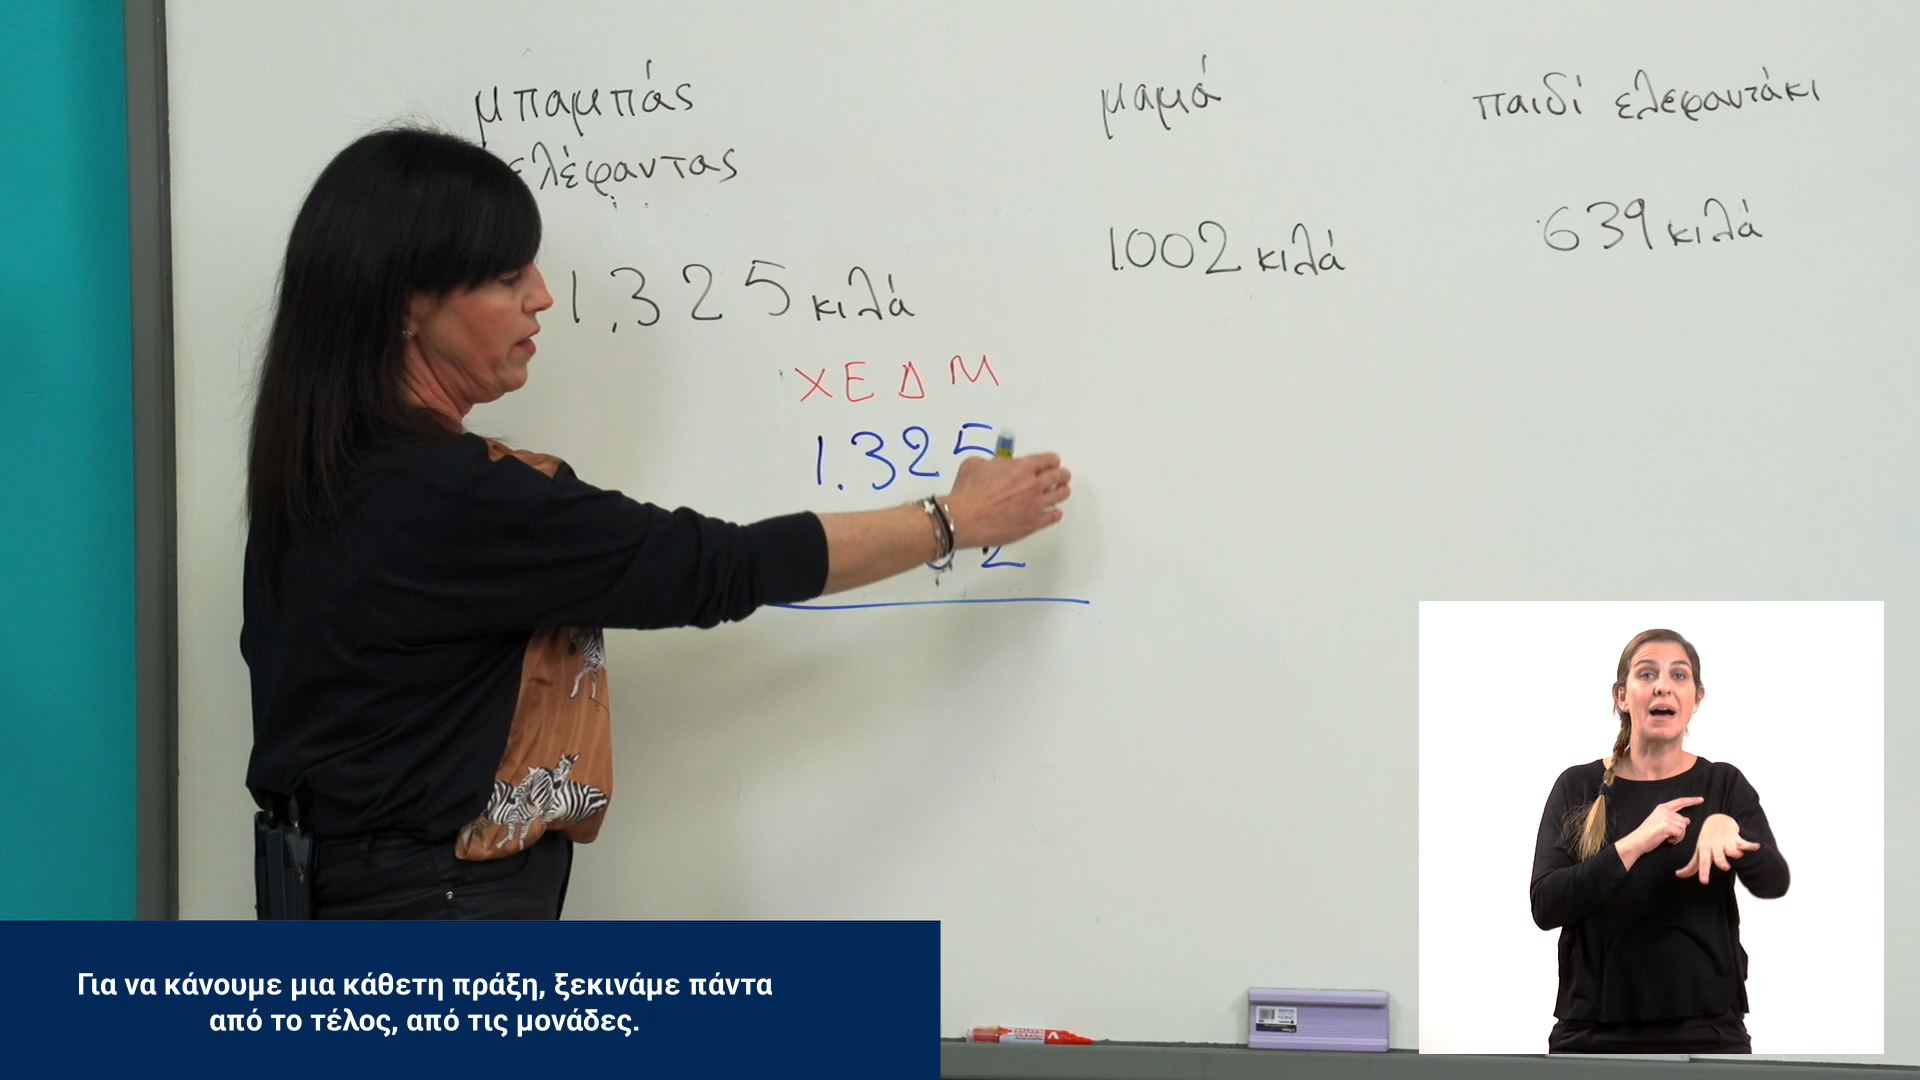 μπαμπάς
ελέφαντας
1.325 κιλά
μαμά
1.002 κιλά
παιδί ελεφαντάκι
639 κιλά
Χ Ε Δ Μ
1.325
2
Για να κάνουμε μια κάθετη πράξη, ξεκινάμε πάντα
από το τέλος, από τις μονάδες.